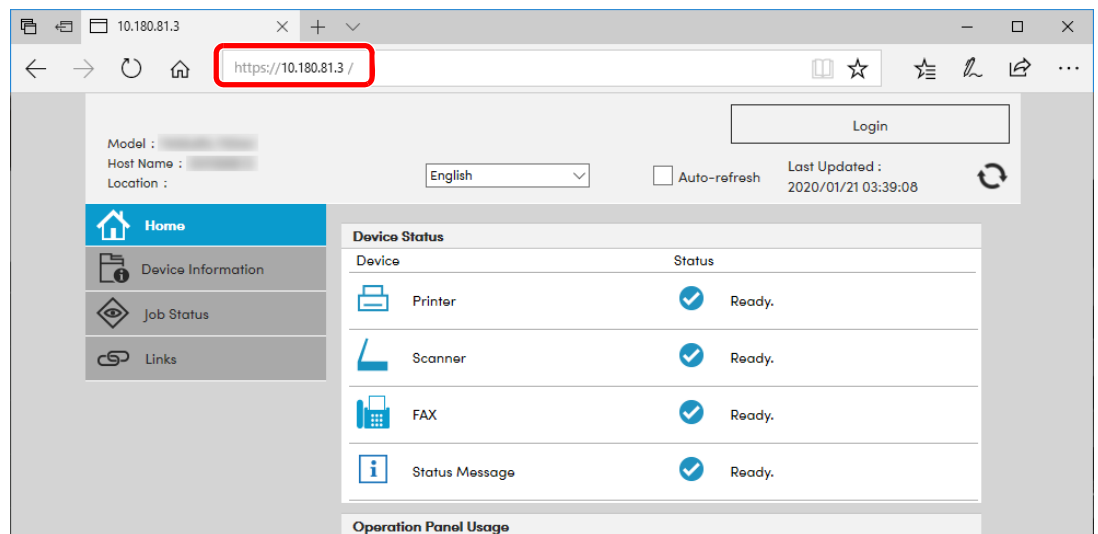 10.180.81.3
https://10.180.81.3 /
Login
Model :
Host Name :
Location :
English
Auto-refresh
Last Updated :
2020/01/21 03:39:08
Home
Device Information
Job Status
Links
Device Status
Device Status
Printer Ready.
Scanner Ready.
FAX Ready.
Status Message Ready.
Operation Panel Usage